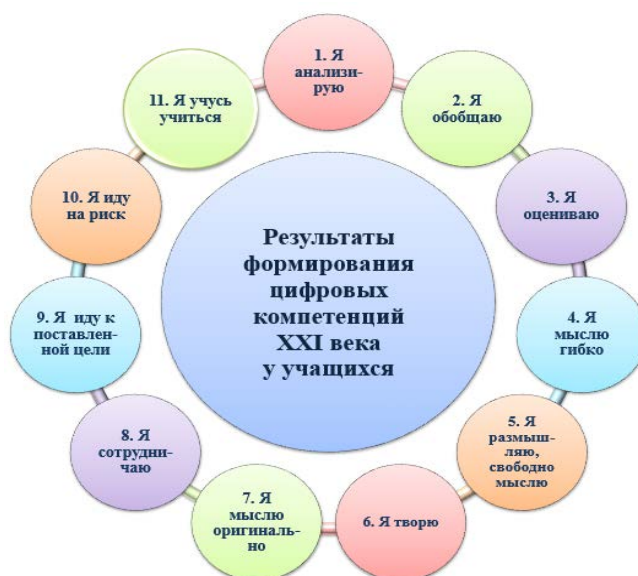 1. Я
анализи-
рую
2. Я
обобщаю
3. Я
оцениваю
4. Я
мыслю
гибко
5. Я
размыш-
ляю,
свободно
мыслю
6. Я творю
7. Я
мыслю
оригиналь-
но
8. Я
сотрудни-
чаю
9. Я иду к
поставлен-
ной цели
10. Я иду
на риск
11. Я учусь
учиться
Результаты
формирования
цифровых
компетенций
XXI века
у учащихся